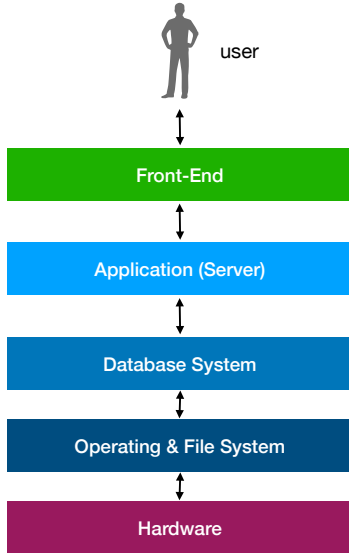 user
Front-End
Application (Server)
Database System
Operating & File System
Hardware